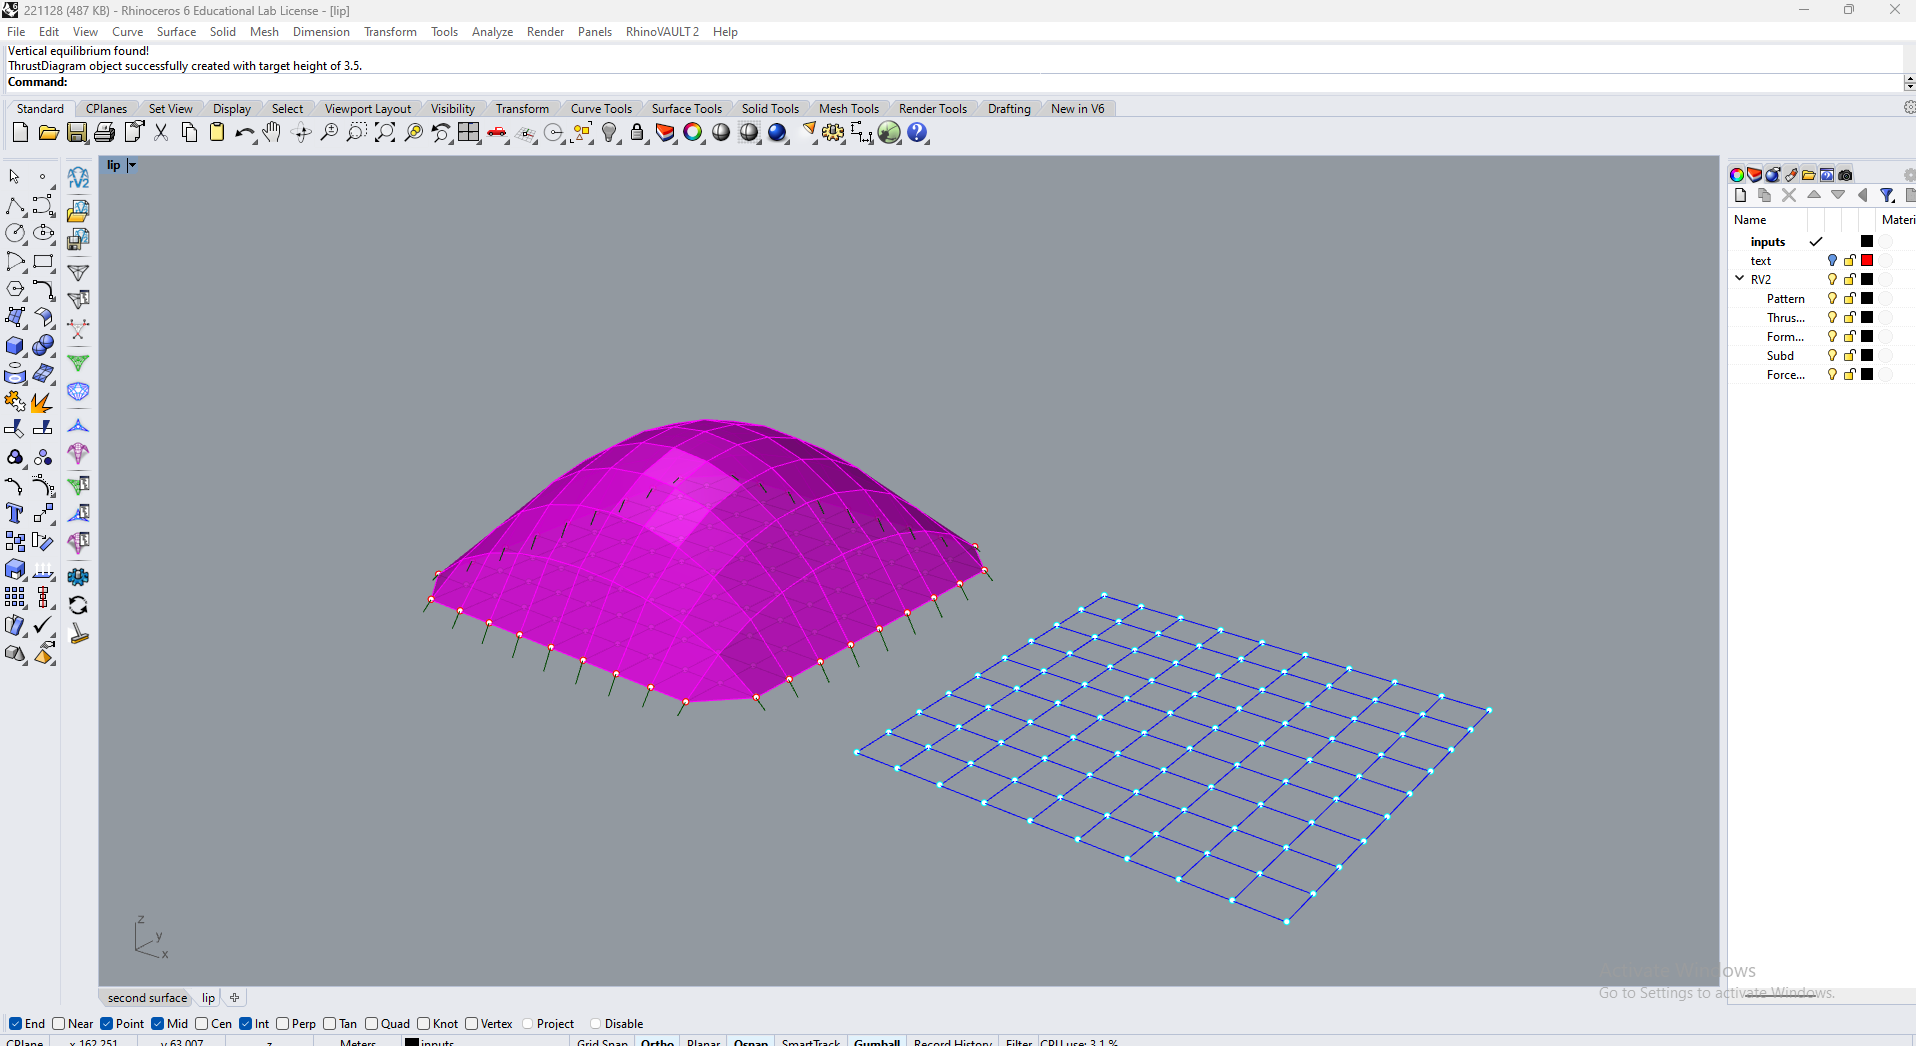 221128 (487 KB) - Rhinoceros 6 Educational Lab License - [lip]
File Edit View Curve Surface Solid Mesh Dimension Transform Tools Analyze Render Panels RhinoVAULT 2 Help
Vertical equilibrium found!
ThrustDiagram object successfully created with target height of 3.5.
Command:
Standard CPlanes Set View Display Select Viewport Layout Visibility Transform Curve Tools Surface Tools Solid Tools Mesh Tools Render Tools Drafting New in V6
lip
rV2
Name Materi
inputs
text
RV2
Pattern
Thrus...
Form...
Subd
Force...
z
y
x
Activate Windows
Go to Settings to activate Windows.
second surface lip
End Near Point Mid Cen Int Perp Tan Quad Knot Vertex Project Disable
CPlane x 162.251 y 63.007 z Meters inputs Grid Snap Ortho Planar Osnap SmartTrack Gumball Record History Filter CPU use: 3.1 %